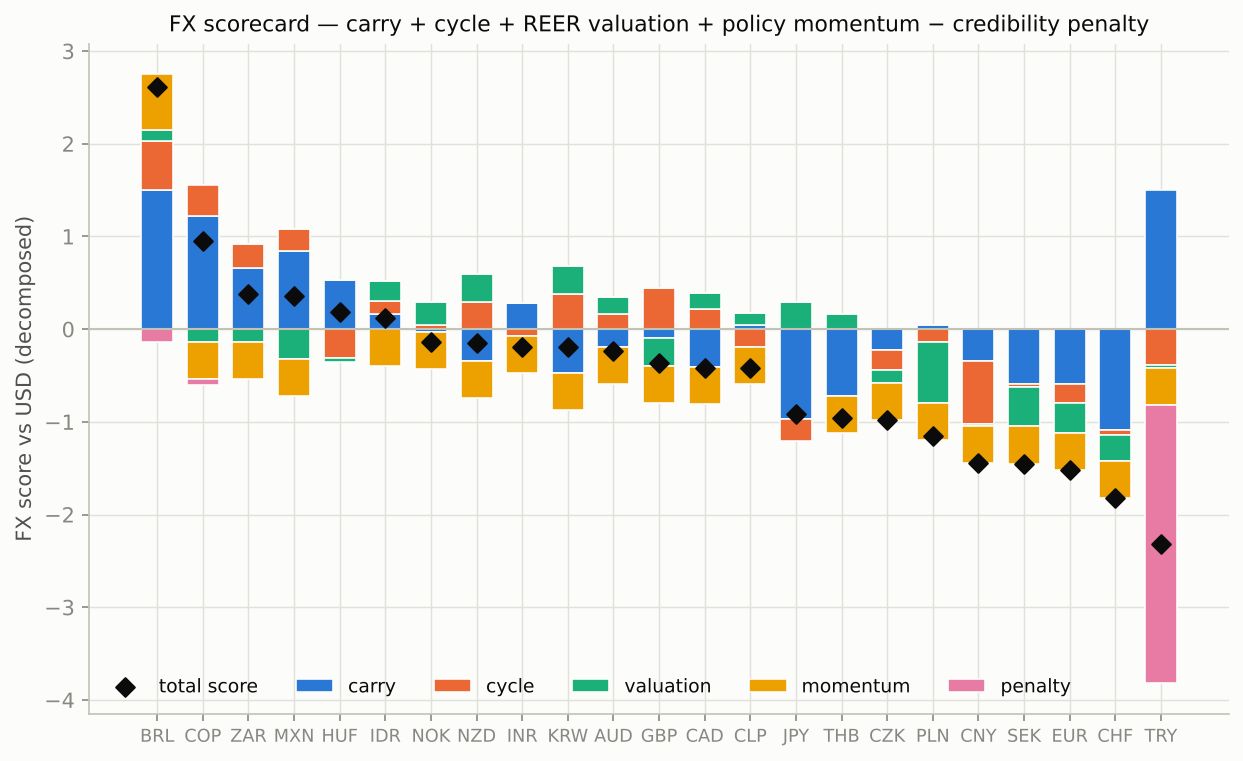 FX scorecard — carry + cycle + REER valuation + policy momentum − credibility penalty
FX score vs USD (decomposed)
3
2
1
0
−1
−2
−3
−4
total score carry cycle valuation momentum penalty
BRL COP ZAR MXN HUF IDR NOK NZD INR KRW AUD GBP CAD CLP JPY THB CZK PLN CNY SEK EUR CHF TRY